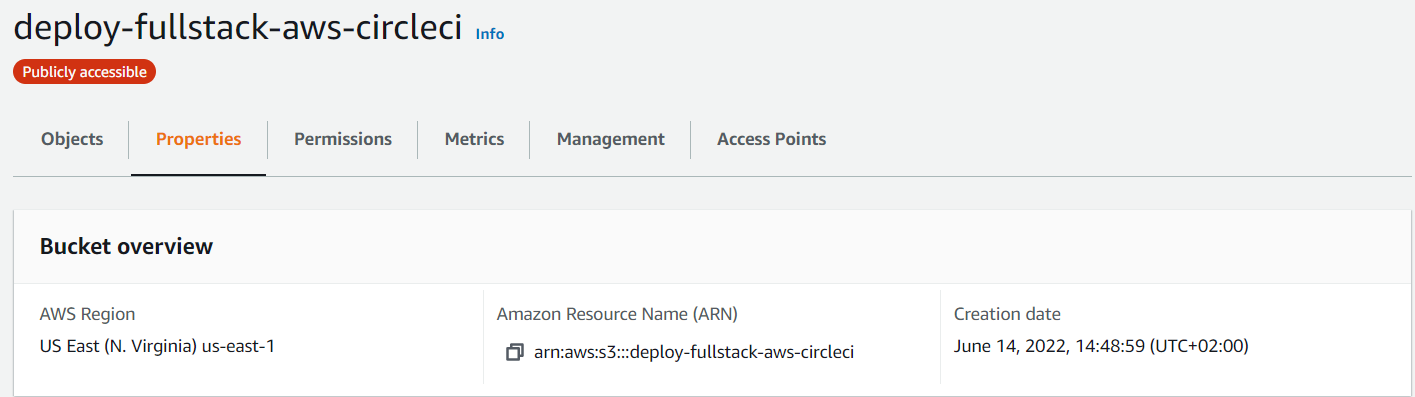 deploy-fullstack-aws-circleci Info
Publicly accessible
Objects Properties Permissions Metrics Management Access Points
Bucket overview
AWS Region Amazon Resource Name (ARN) Creation date
US East (N. Virginia) us-east-1 arn:aws:s3:::deploy-fullstack-aws-circleci June 14, 2022, 14:48:59 (UTC+02:00)